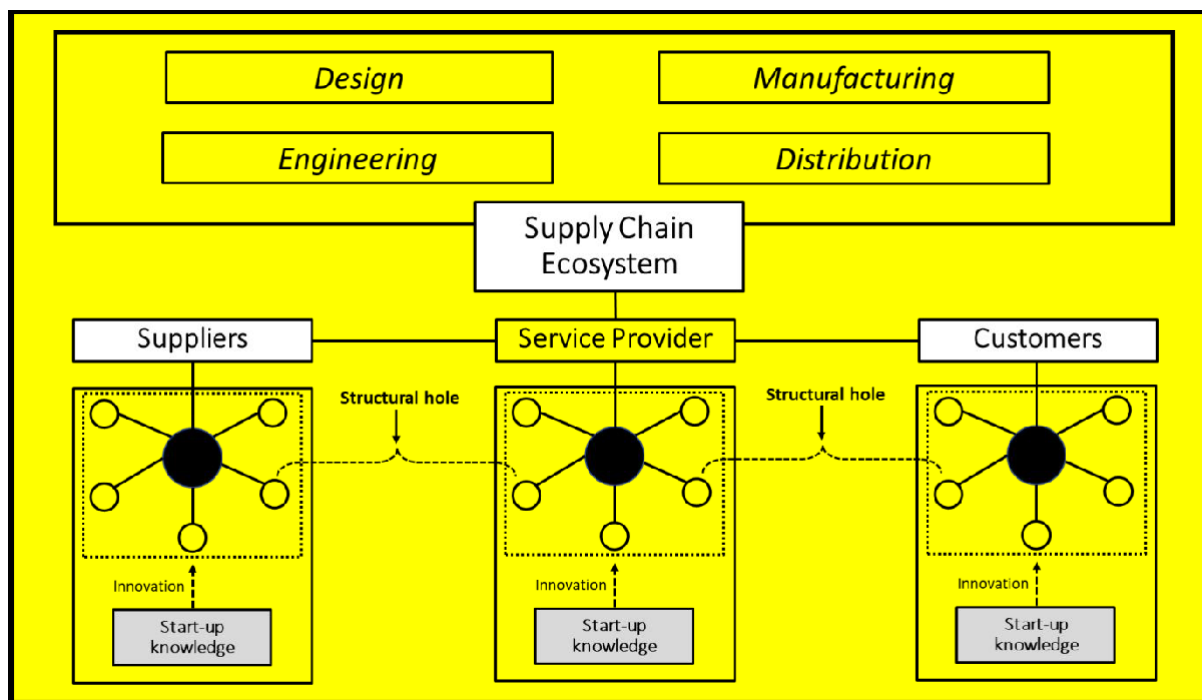 Design
Manufacturing
Engineering
Distribution
Supply Chain
Ecosystem
Suppliers
Service Provider
Customers
Structural hole
Structural hole
Innovation
Innovation
Innovation
Start-up
knowledge
Start-up
knowledge
Start-up
knowledge